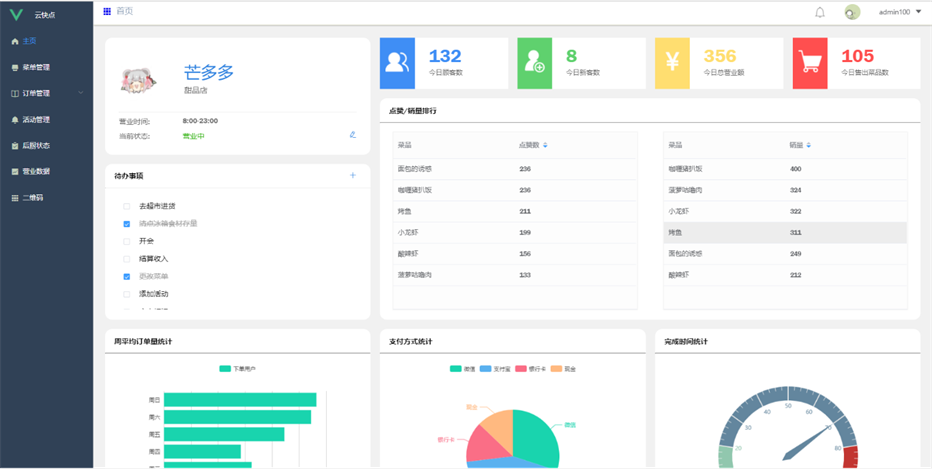 云快点
首页
admin100
主页
菜单管理
订单管理
活动管理
后厨状态
营业数据
二维码
芒多多
甜品店
营业时间: 8:00-23:00
当前状态: 营业中
132
今日顾客数
8
今日新客数
356
今日总营业额
105
今日售出菜品数
待办事项
去超市进货
清点冰箱食材存量
开会
结算收入
更改菜单
添加活动
点赞/销量排行
菜品 点赞数
面包的诱惑 236
咖喱猪扒饭 236
烤鱼 211
小龙虾 199
酸辣虾 156
菠萝咕噜肉 133
菜品 销量
咖喱猪扒饭 400
菠萝咕噜肉 324
小龙虾 322
烤鱼 311
面包的诱惑 249
酸辣虾 212
周平均订单量统计
下单用户
周日
周六
周五
周四
支付方式统计
微信 支付宝 银行卡 现金
现金
微信
银行卡
完成时间统计
20
30
40
50
60
70
80